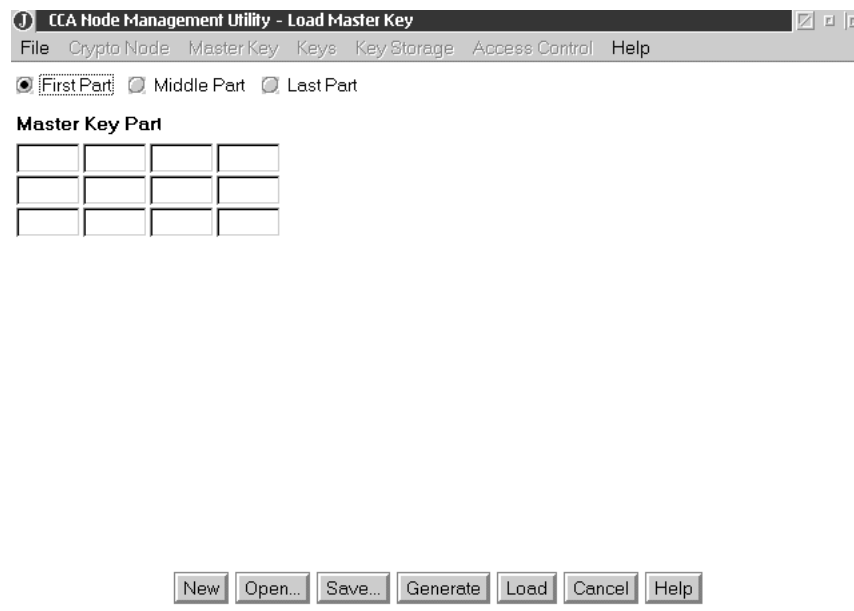 J CCA Node Management Utility - Load Master Key
File Crypto Node Master Key Keys Key Storage Access Control Help
First Part Middle Part Last Part
Master Key Part
New Open... Save... Generate Load Cancel Help